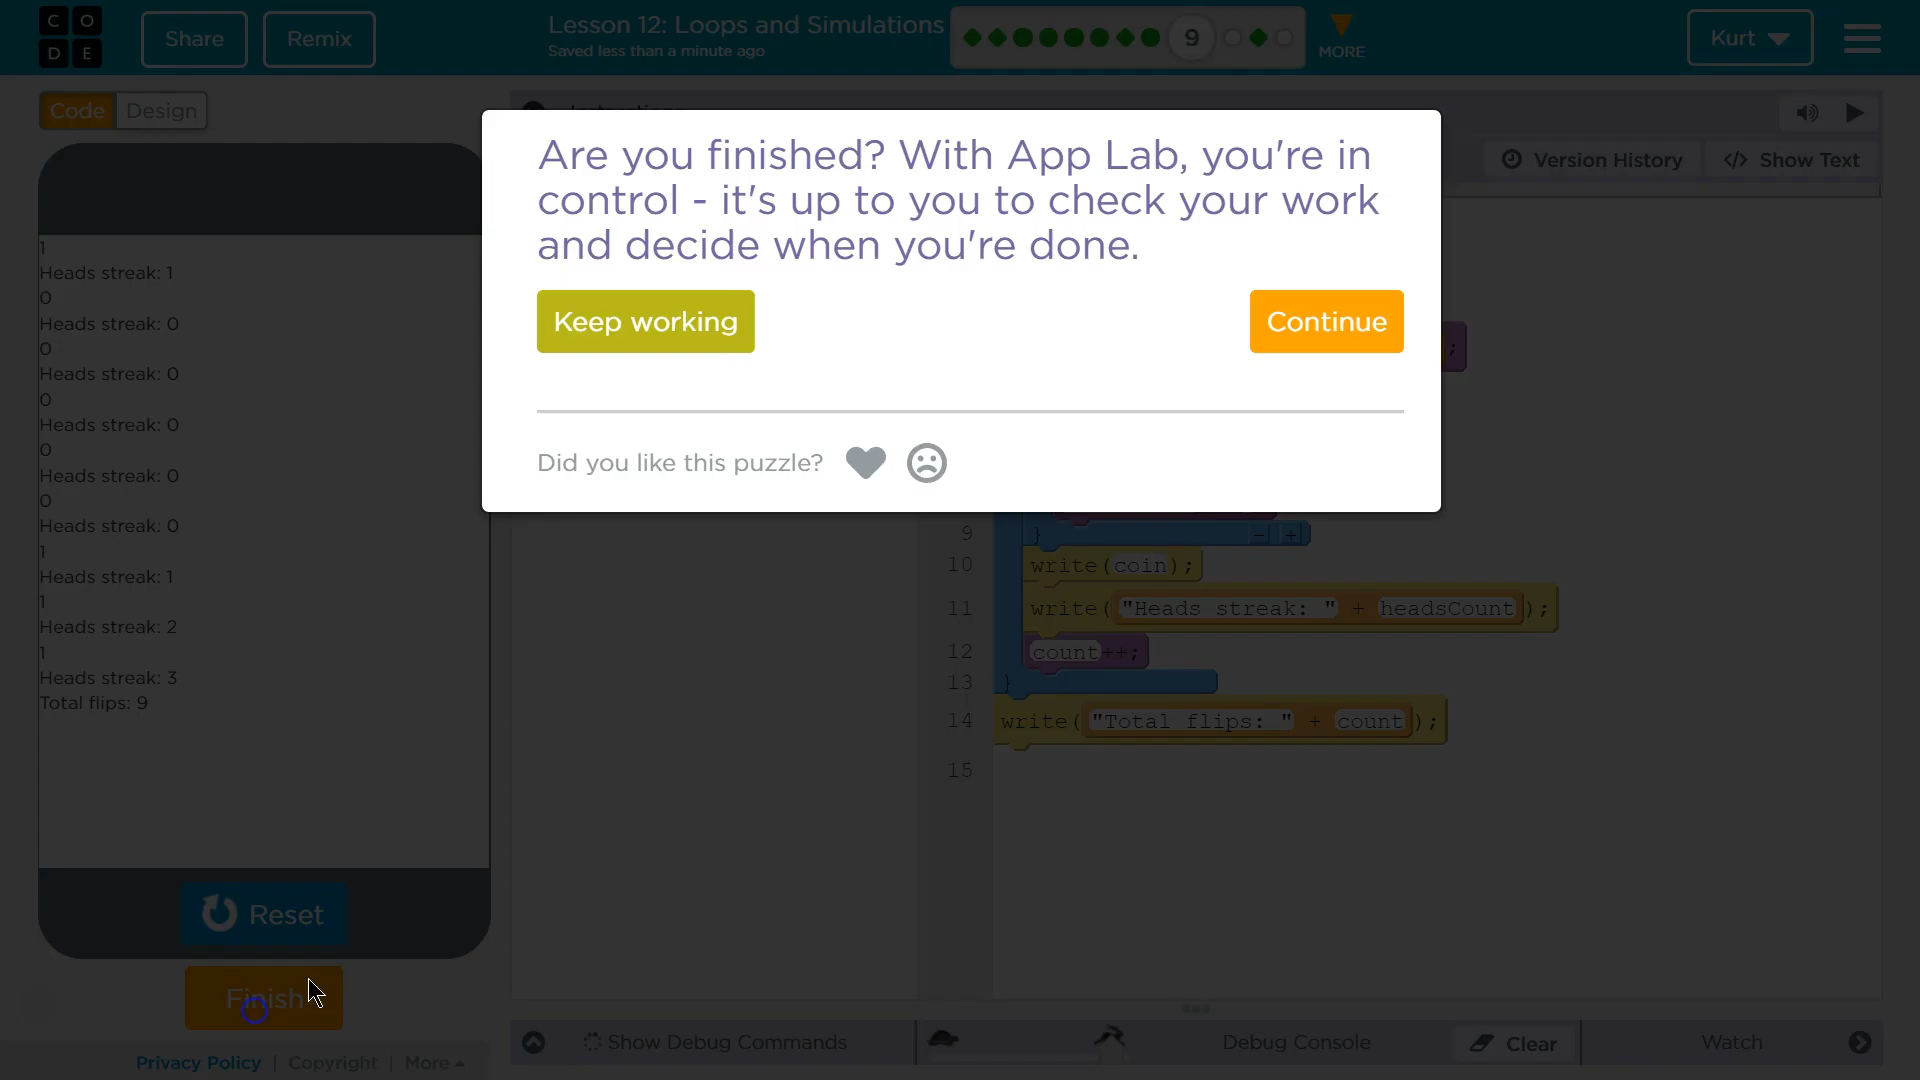 C O
D E
Share
Remix
Lesson 12: Loops and Simulations
Saved less than a minute ago
9
MORE
Kurt
Code
Design
Version History
</> Show Text
Are you finished? With App Lab, you're in
control - it's up to you to check your work
and decide when you're done.
Keep working
Continue
Did you like this puzzle?
1
Heads streak: 1
0
Heads streak: 0
0
Heads streak: 0
0
Heads streak: 0
0
Heads streak: 0
0
Heads streak: 0
1
Heads streak: 1
1
Heads streak: 2
1
Heads streak: 3
Total flips: 9
;
9 } - +
10 write(coin);
11 write("Heads streak: " + headsCount);
12 count++;
13 }
14 write("Total flips: " + count);
15
Reset
Finish
Show Debug Commands
Debug Console
Clear
Watch
Privacy Policy | Copyright | More